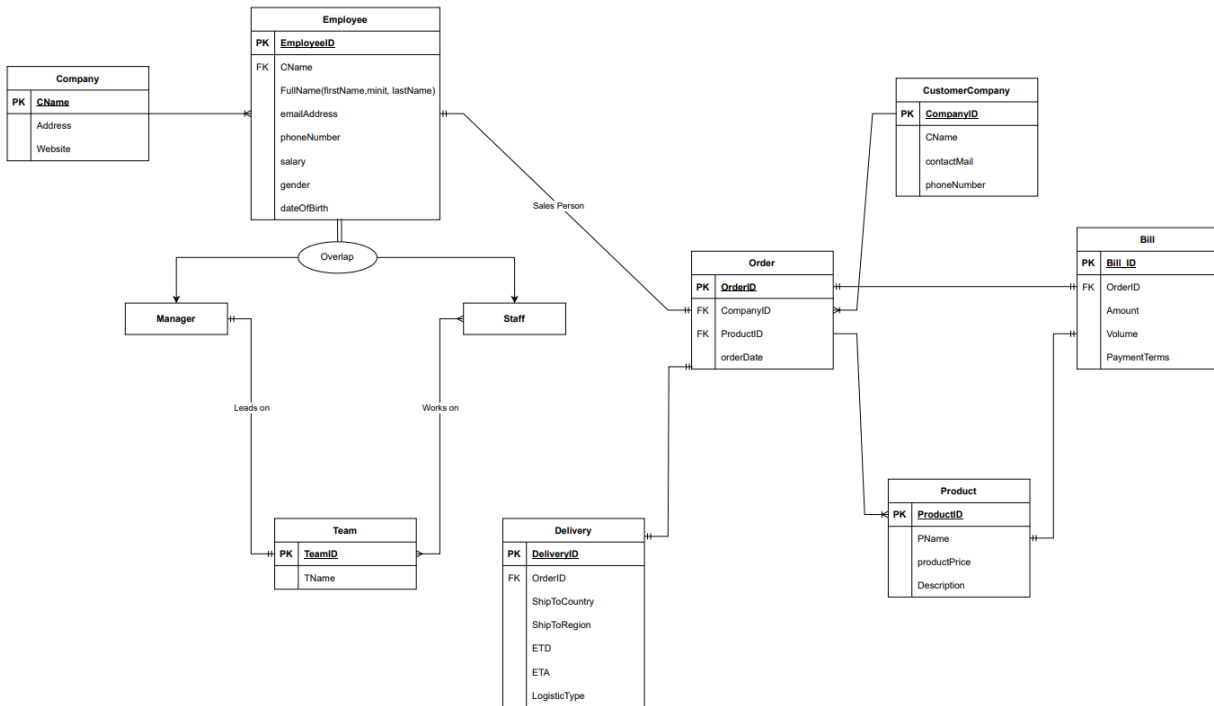 Employee
PK EmployeeID
FK CName
FullName(firstName,minit, lastName)
emailAddress
phoneNumber
salary
gender
dateOfBirth
Company
PK CName
Address
Website
Overlap
Manager
Staff
Leads on
Works on
Team
PK TeamID
TName
Sales Person
CustomerCompany
PK CompanyID
CName
contactMail
phoneNumber
Order
PK OrderID
FK CompanyID
FK ProductID
orderDate
Bill
PK Bill_ID
FK OrderID
Amount
Volume
PaymentTerms
Delivery
PK DeliveryID
FK OrderID
ShipToCountry
ShipToRegion
ETD
ETA
LogisticType
Product
PK ProductID
PName
productPrice
Description